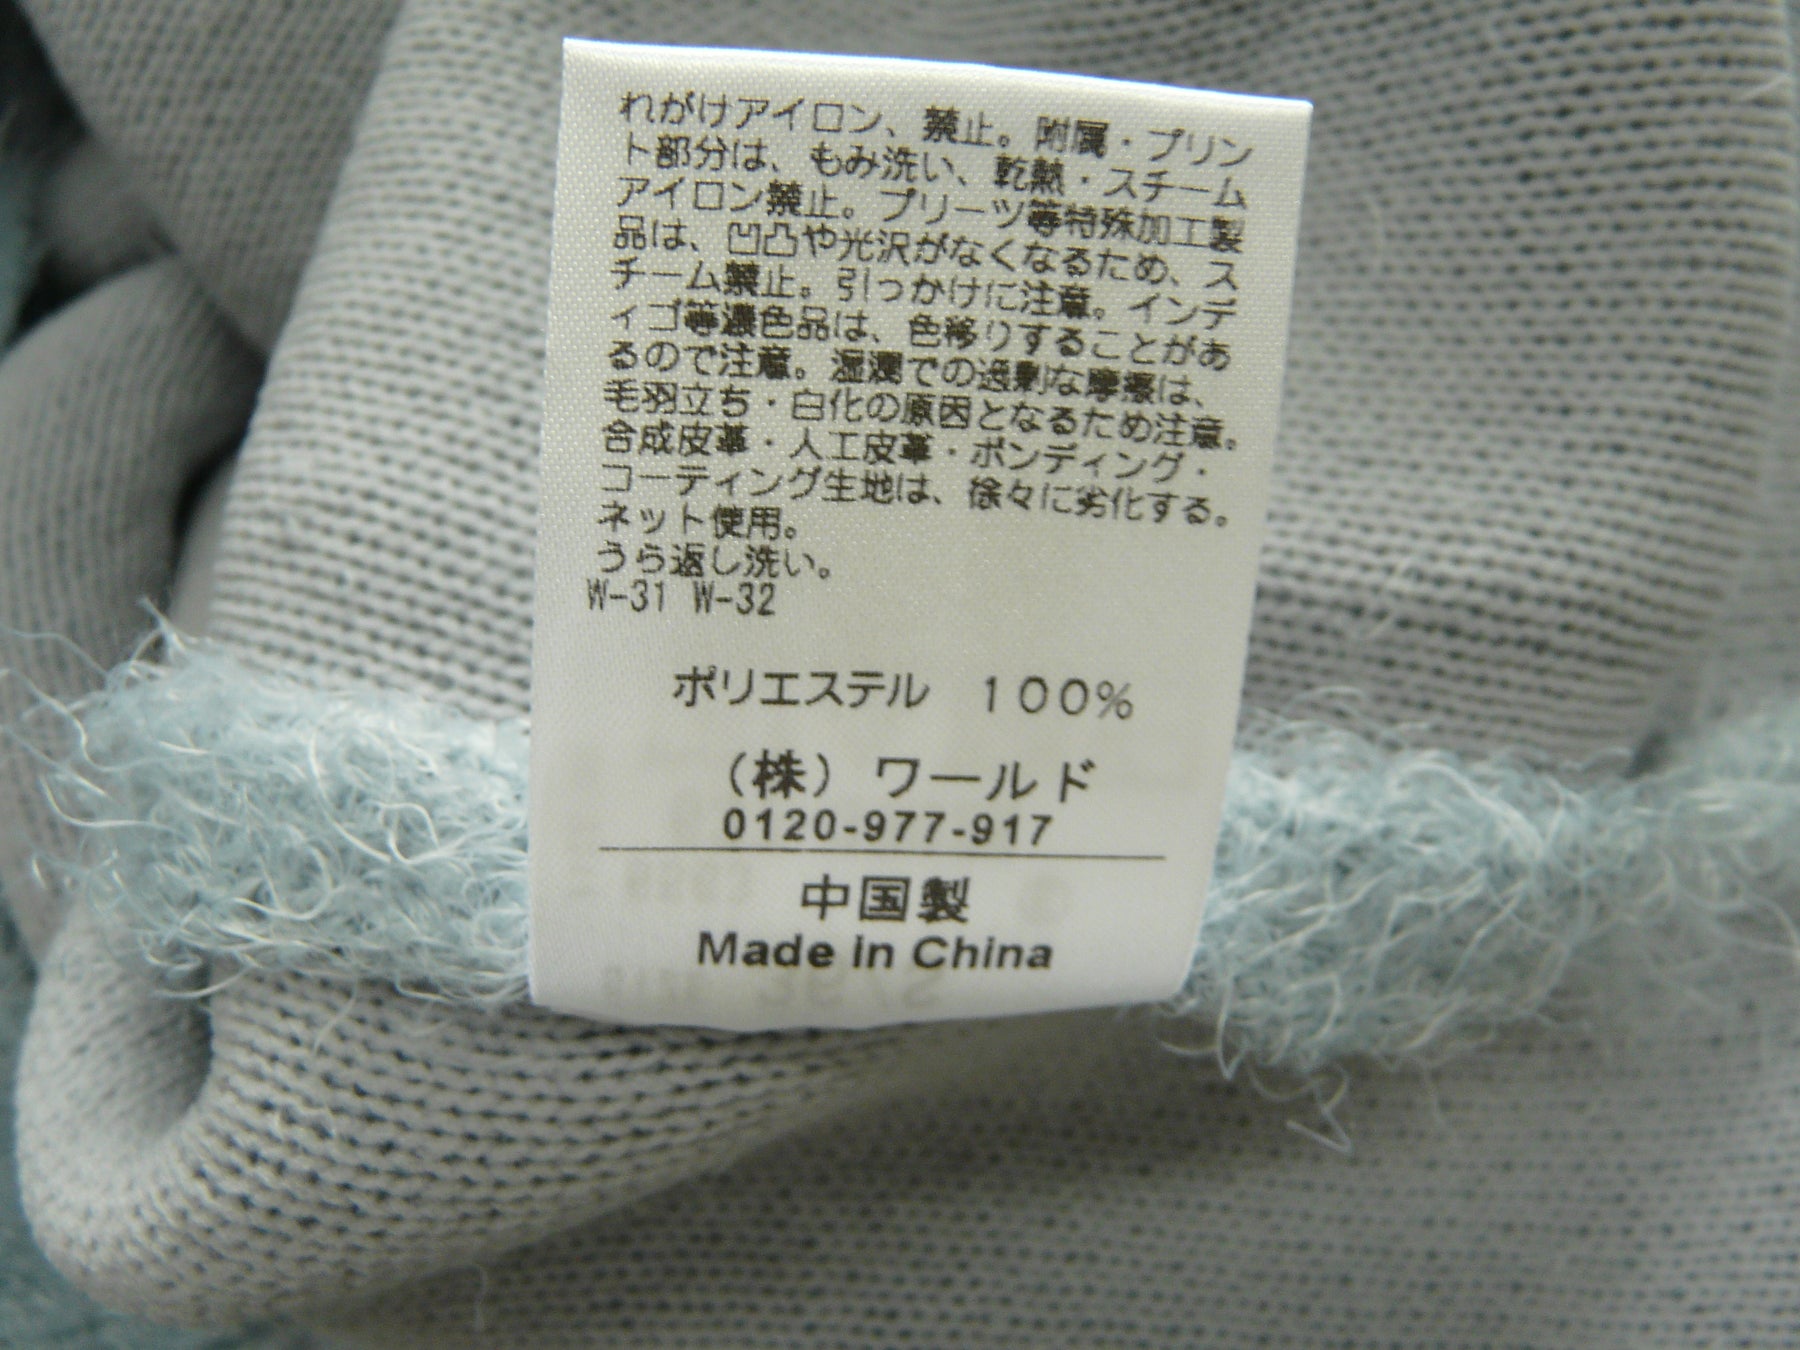 れがけアイロン、禁止。附属・プリン
ト部分は、もみ洗い、乾熱・スチーム
アイロン禁止。プリーツ等特殊加工製
品は、凹凸や光沢がなくなるため、ス
チーム禁止。引っかけに注意。インデ
ィゴ等濃色品は、色移りすることがあ
るので注意。湿潤での過剰な摩擦は、
毛羽立ち・白化の原因となるため注意。
合成皮革・人工皮革・ボンディング・
コーティング生地は、徐々に劣化する。
ネット使用。
うら返し洗い。
W-31 W-32
ポリエステル 100%
(株) ワールド
0120-977-917
中国製
Made In China